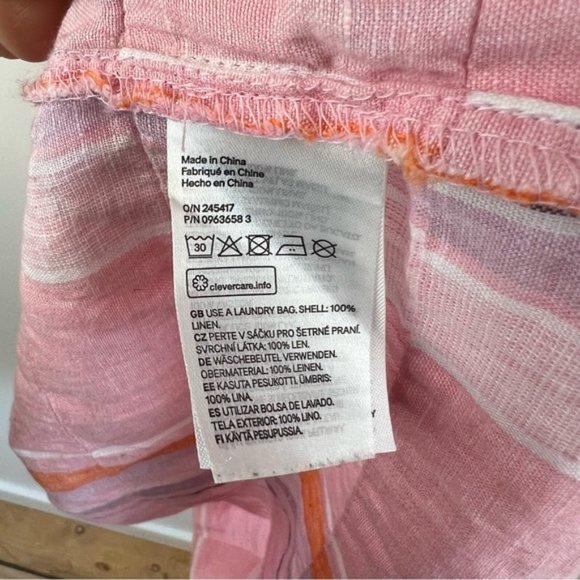 Made in China
Fabriqué en Chine
Hecho en China
O/N 245417
P/N 0963658 3
30
clevercare.info
GB USE A LAUNDRY BAG. SHELL: 100%
LINEN.
CZ PERTE V SÁČKU PRO ŠETRNÉ PRANÍ.
SVRCHNÍ LÁTKA: 100% LEN.
DE WÄSCHEBEUTEL VERWENDEN.
OBERMATERIAL: 100% LEINEN.
EE KASUTA PESUKOTTI. ÜMBRIS:
100% LINA.
ES UTILIZAR BOLSA DE LAVADO.
TELA EXTERIOR: 100% LINO.
FI KÄYTÄ PESUPUSSIA.